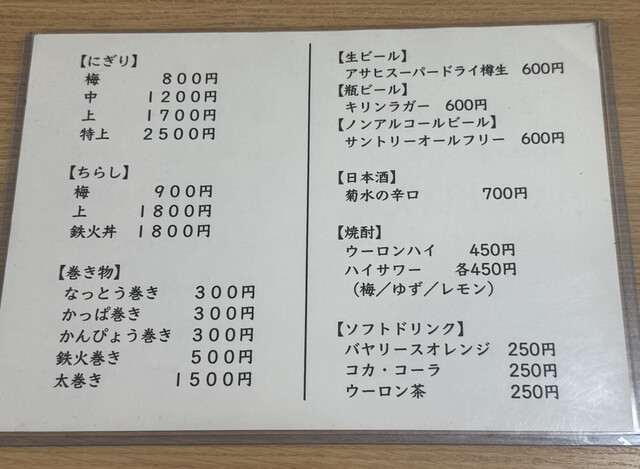 【にぎり】
梅 ８００円
中 １２００円
上 １７００円
特上 ２５００円
【ちらし】
梅 ９００円
上 １８００円
鉄火丼 １８００円
【巻き物】
なっとう巻き ３００円
かっぱ巻き ３００円
かんぴょう巻き ３００円
鉄火巻き ５００円
太巻き １５００円
【生ビール】
アサヒスーパードライ樽生 600円
【瓶ビール】
キリンラガー 600円
【ノンアルコールビール】
サントリーオールフリー 600円
【日本酒】
菊水の辛口 700円
【焼酎】
ウーロンハイ 450円
ハイサワー 各450円
（梅／ゆず／レモン）
【ソフトドリンク】
バヤリースオレンジ 250円
コカ・コーラ 250円
ウーロン茶 250円